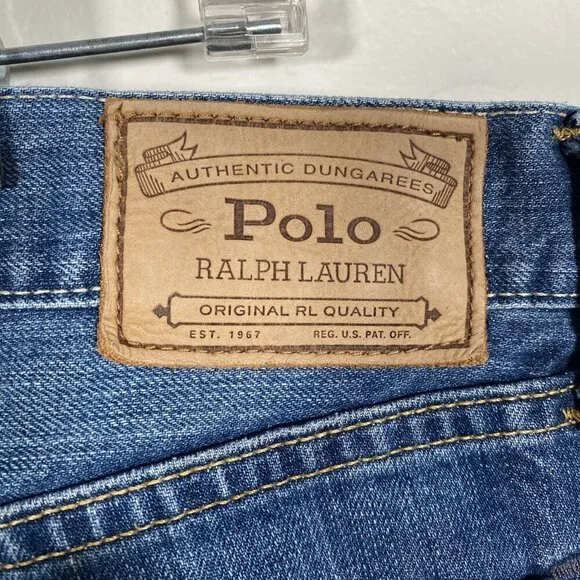 AUTHENTIC DUNGAREES
Polo
RALPH LAUREN
ORIGINAL RL QUALITY
EST. 1967 REG. U.S. PAT. OFF.